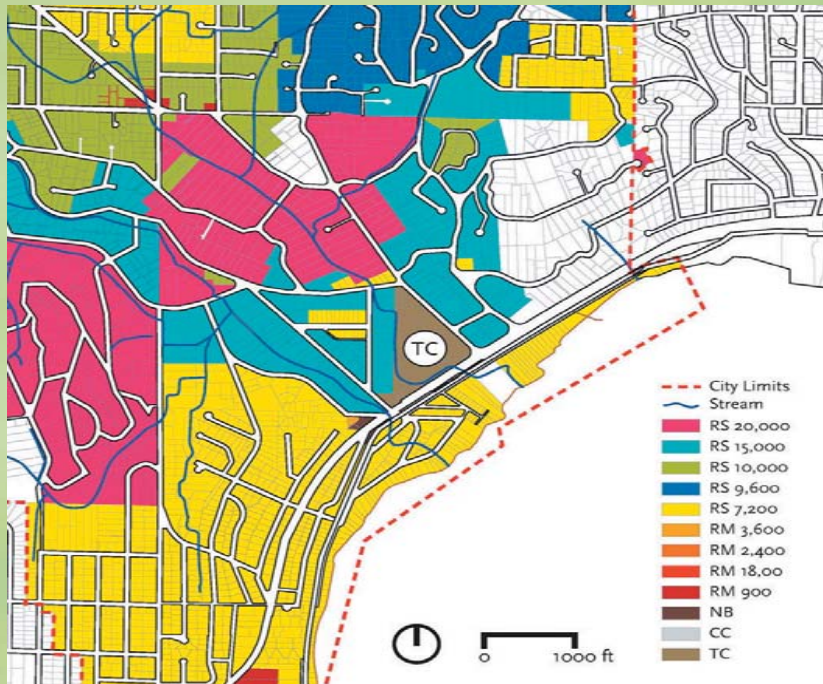 TC
City Limits
Stream
RS 20,000
RS 15,000
RS 10,000
RS 9,600
RS 7,200
RM 3,600
RM 2,400
RM 18,00
RM 900
NB
CC
TC
0 1000 ft